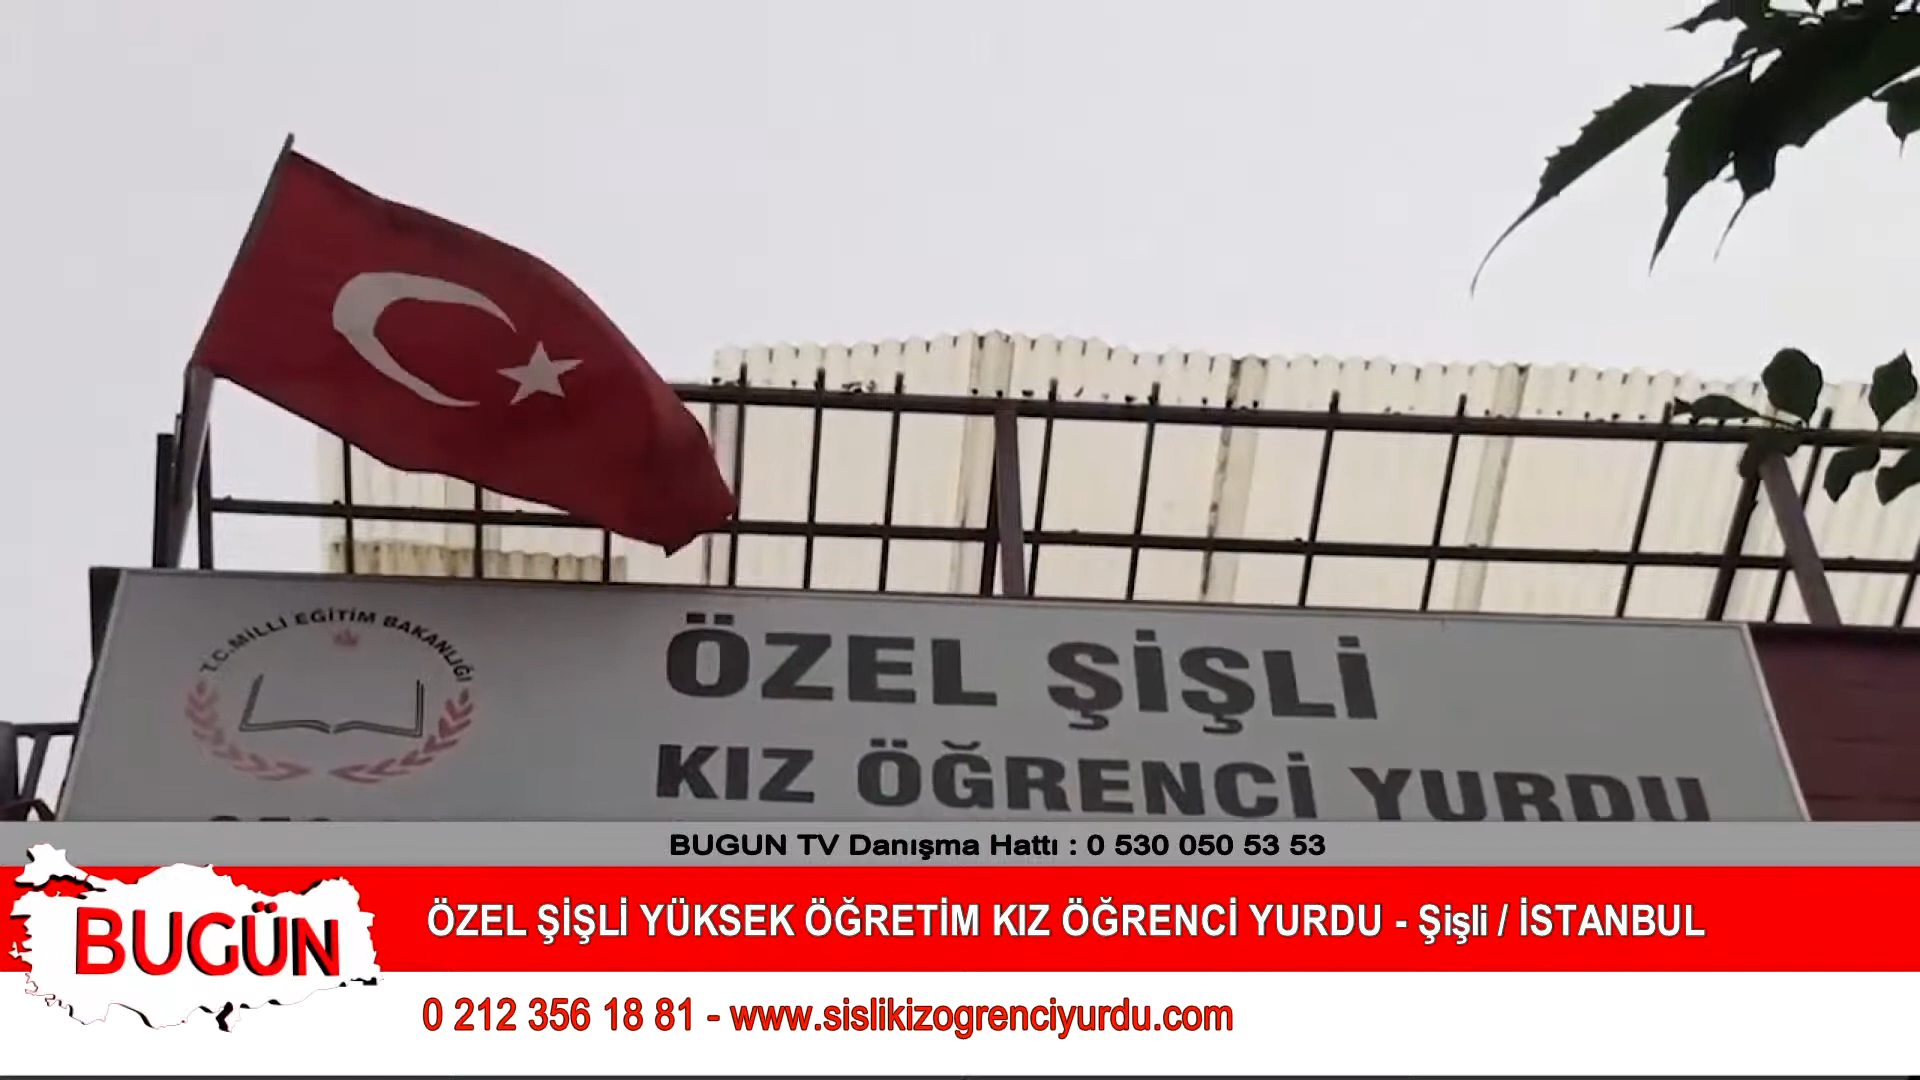 T.C. MİLLİ EĞİTİM BAKANLIĞI
ÖZEL ŞİŞLİ
KIZ ÖĞRENCİ YURDU
BUGUN TV Danışma Hattı : 0 530 050 53 53
BUGÜN
ÖZEL ŞİŞLİ YÜKSEK ÖĞRETİM KIZ ÖĞRENCİ YURDU - Şişli / İSTANBUL
0 212 356 18 81 - www.sislikizogrenciyurdu.com